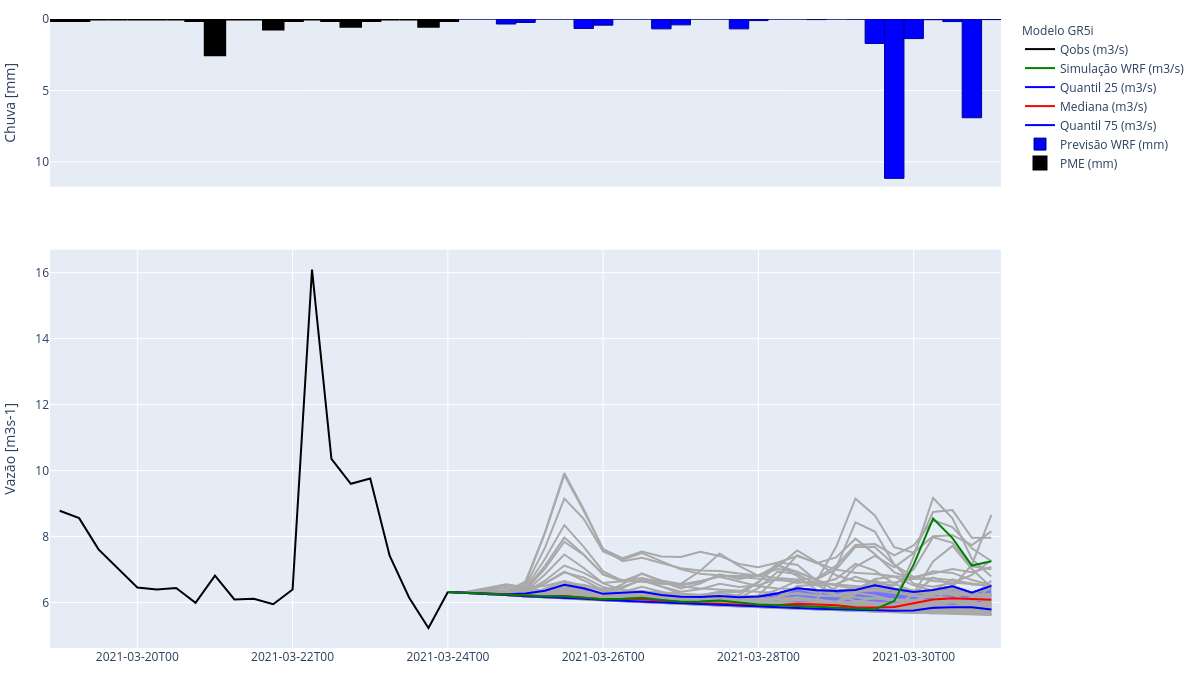 0
5
10
Chuva [mm]
Modelo GR5i
Qobs (m3/s)
Simulação WRF (m3/s)
Quantil 25 (m3/s)
Mediana (m3/s)
Quantil 75 (m3/s)
Previsão WRF (mm)
PME (mm)
16
14
12
10
8
6
Vazão [m3s-1]
2021-03-20T00 2021-03-22T00 2021-03-24T00 2021-03-26T00 2021-03-28T00 2021-03-30T00